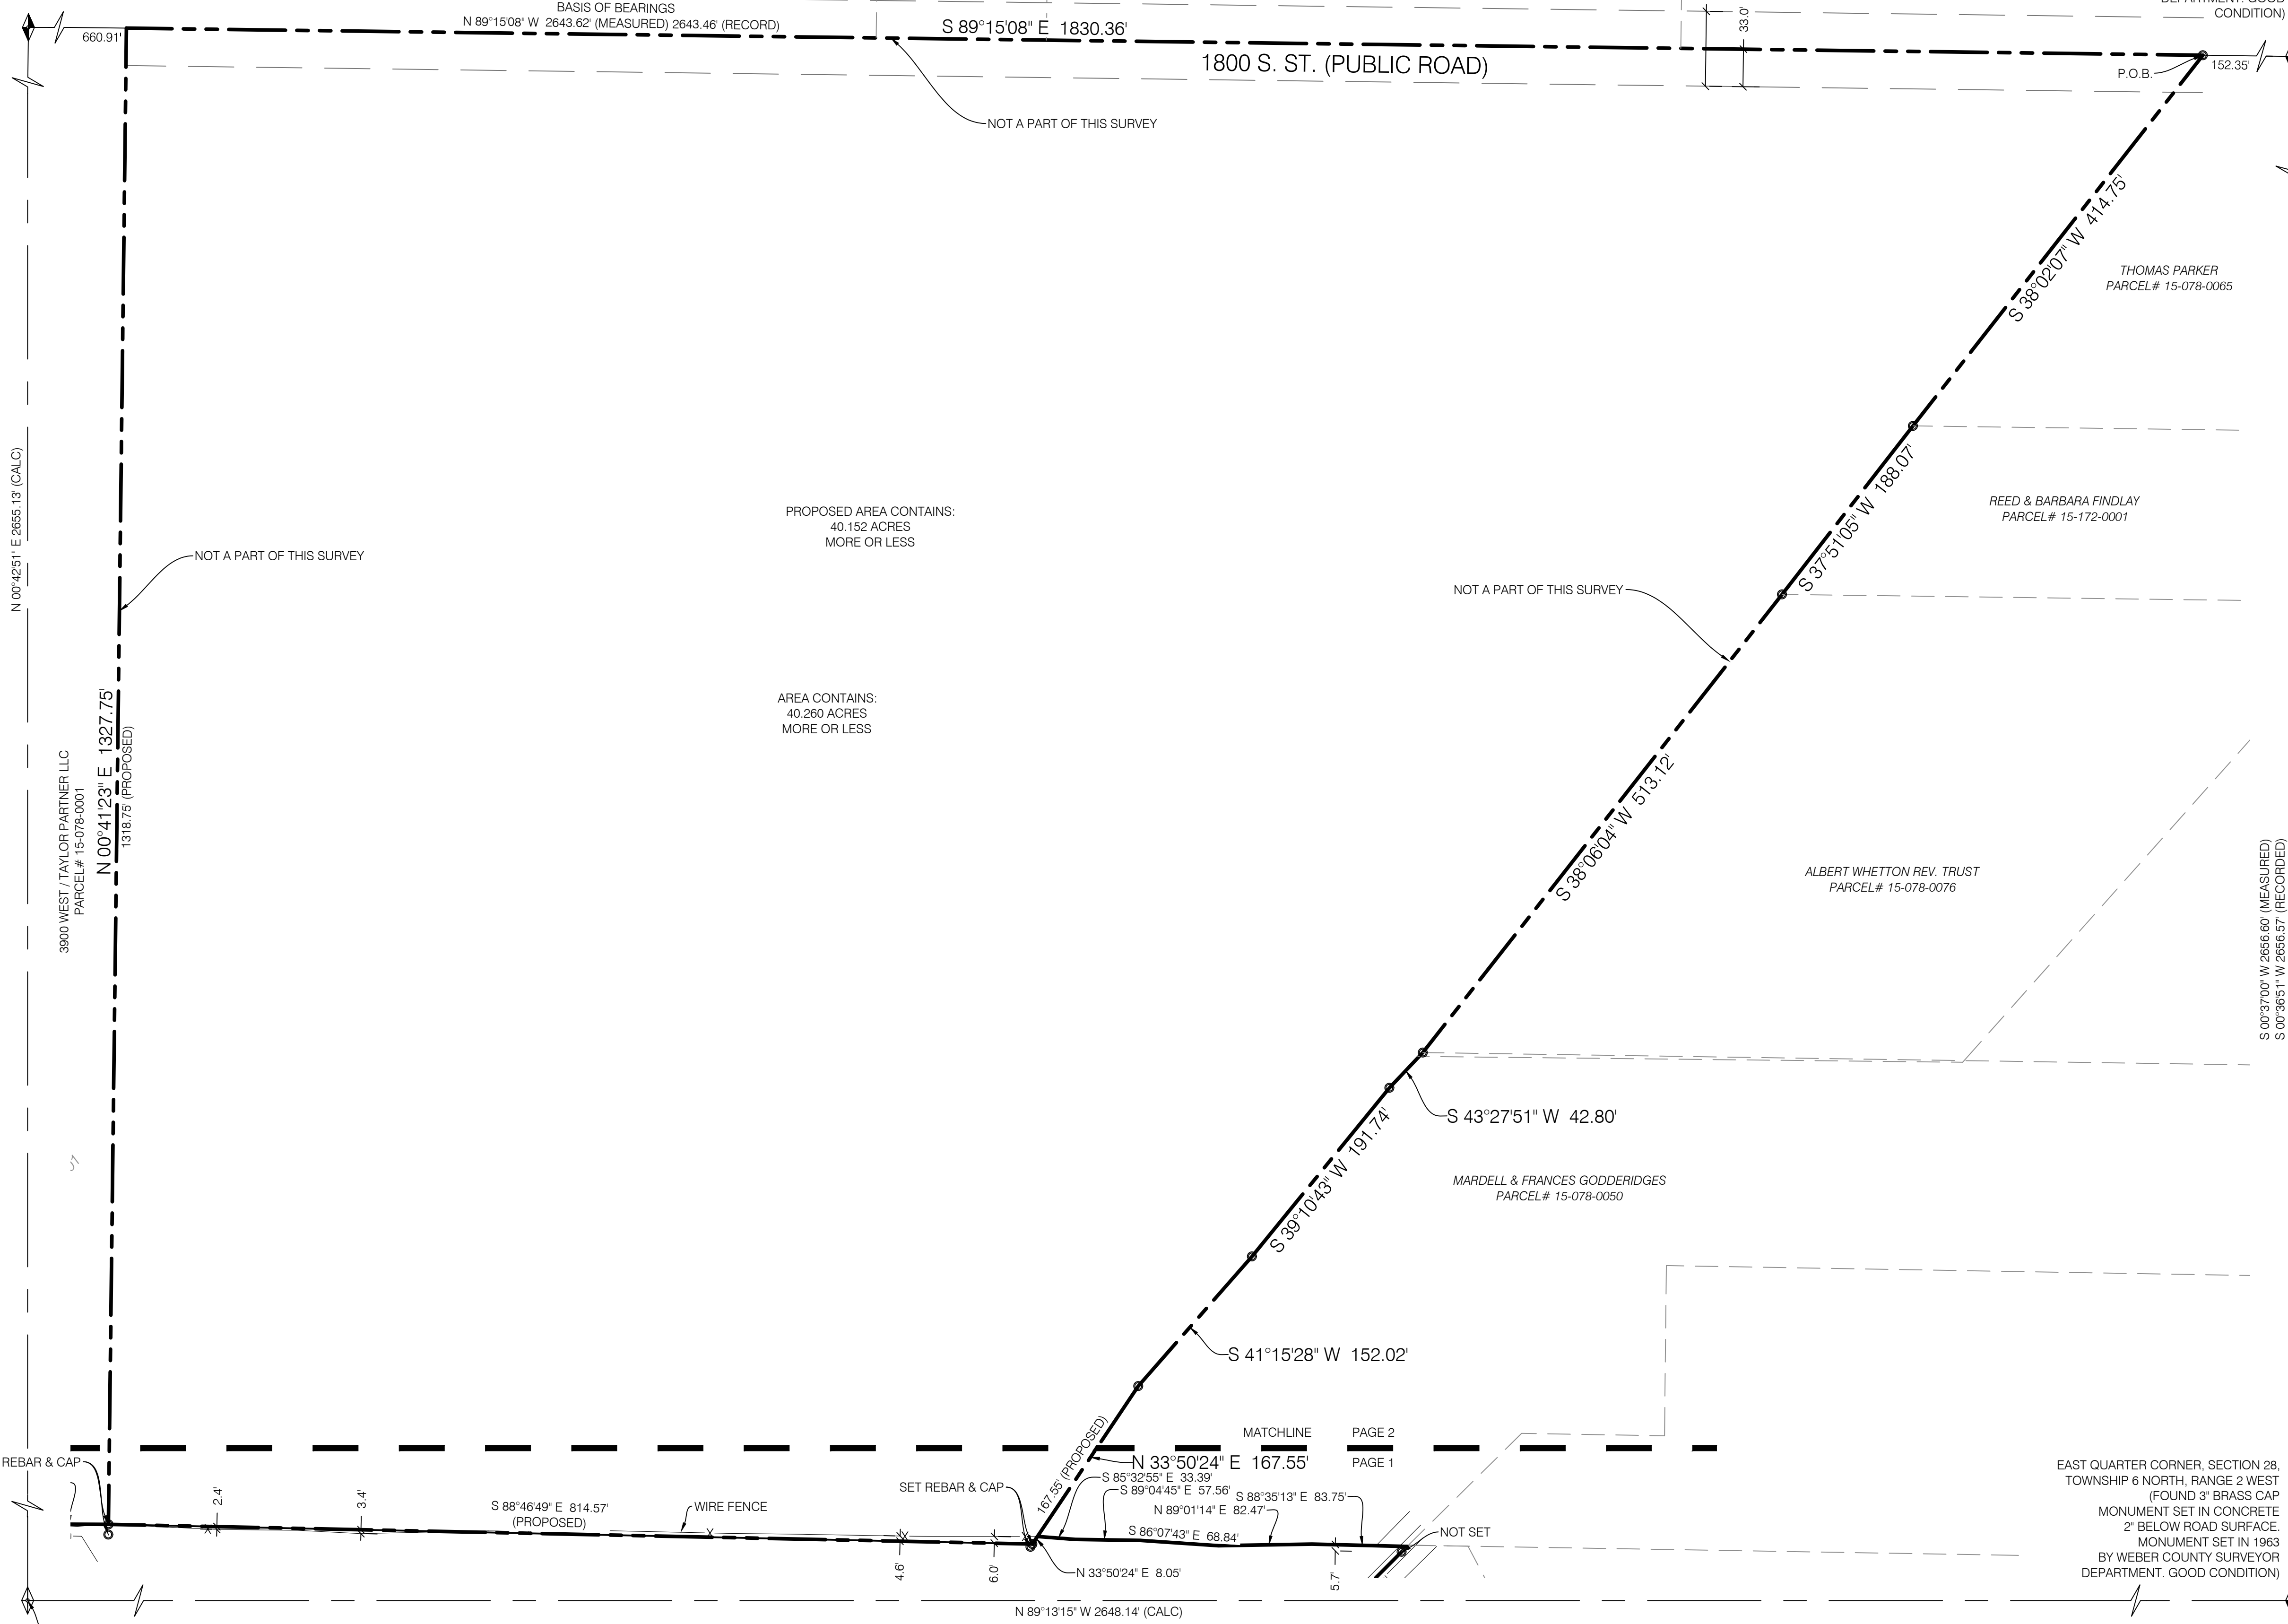 BASIS OF BEARINGS
N 89°15'08" W 2643.62' (MEASURED) 2643.46' (RECORD)
S 89°15'08" E 1830.36'
33.0'
CONDITION)
660.91'
1800 S. ST. (PUBLIC ROAD)
P.O.B.
152.35'
NOT A PART OF THIS SURVEY
S 38°02'07" W 414.75'
THOMAS PARKER
PARCEL# 15-078-0065
N 00°42'51" E 2655.13' (CALC)
PROPOSED AREA CONTAINS:
40.152 ACRES
MORE OR LESS
S 37°51'05" W 188.07'
REED & BARBARA FINDLAY
PARCEL# 15-172-0001
NOT A PART OF THIS SURVEY
NOT A PART OF THIS SURVEY
AREA CONTAINS:
40.260 ACRES
MORE OR LESS
3900 WEST / TAYLOR PARTNER LLC
PARCEL# 15-078-0001
N 00°41'23" E 1327.75'
1318.75' (PROPOSED)
S 38°06'04" W 513.12'
ALBERT WHETTON REV. TRUST
PARCEL# 15-078-0076
S 00°37'00" W 2656.60' (MEASURED)
S 00°36'51" W 2656.57' (RECORDED)
S 43°27'51" W 42.80'
S 39°10'43" W 191.74'
MARDELL & FRANCES GODDERIDGES
PARCEL# 15-078-0050
S 41°15'28" W 152.02'
MATCHLINE PAGE 2
PAGE 1
167.55' (PROPOSED)
N 33°50'24" E 167.55'
REBAR & CAP
S 85°32'55" E 33.39'
SET REBAR & CAP
S 89°04'45" E 57.56'
S 88°35'13" E 83.75'
N 89°01'14" E 82.47'
2.4'
3.4'
S 88°46'49" E 814.57'
(PROPOSED)
WIRE FENCE
S 86°07'43" E 68.84'
NOT SET
4.6'
6.0'
N 33°50'24" E 8.05'
5.7'
EAST QUARTER CORNER, SECTION 28,
TOWNSHIP 6 NORTH, RANGE 2 WEST
(FOUND 3" BRASS CAP
MONUMENT SET IN CONCRETE
2" BELOW ROAD SURFACE.
MONUMENT SET IN 1963
BY WEBER COUNTY SURVEYOR
DEPARTMENT. GOOD CONDITION)
N 89°13'15" W 2648.14' (CALC)